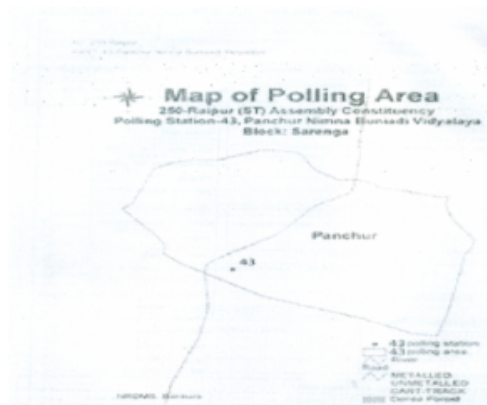 Map of Polling Area
250-Raipur (ST) Assembly Constituency
Polling Station-43, Panchur Nimna Buniadi Vidyalaya
Block: Sarenga
Panchur
43
43 polling station
43 polling area
River
Road
METALLED
UNMETALLED
CART-TRACK
Dense Forest
NRDMS, Bankura